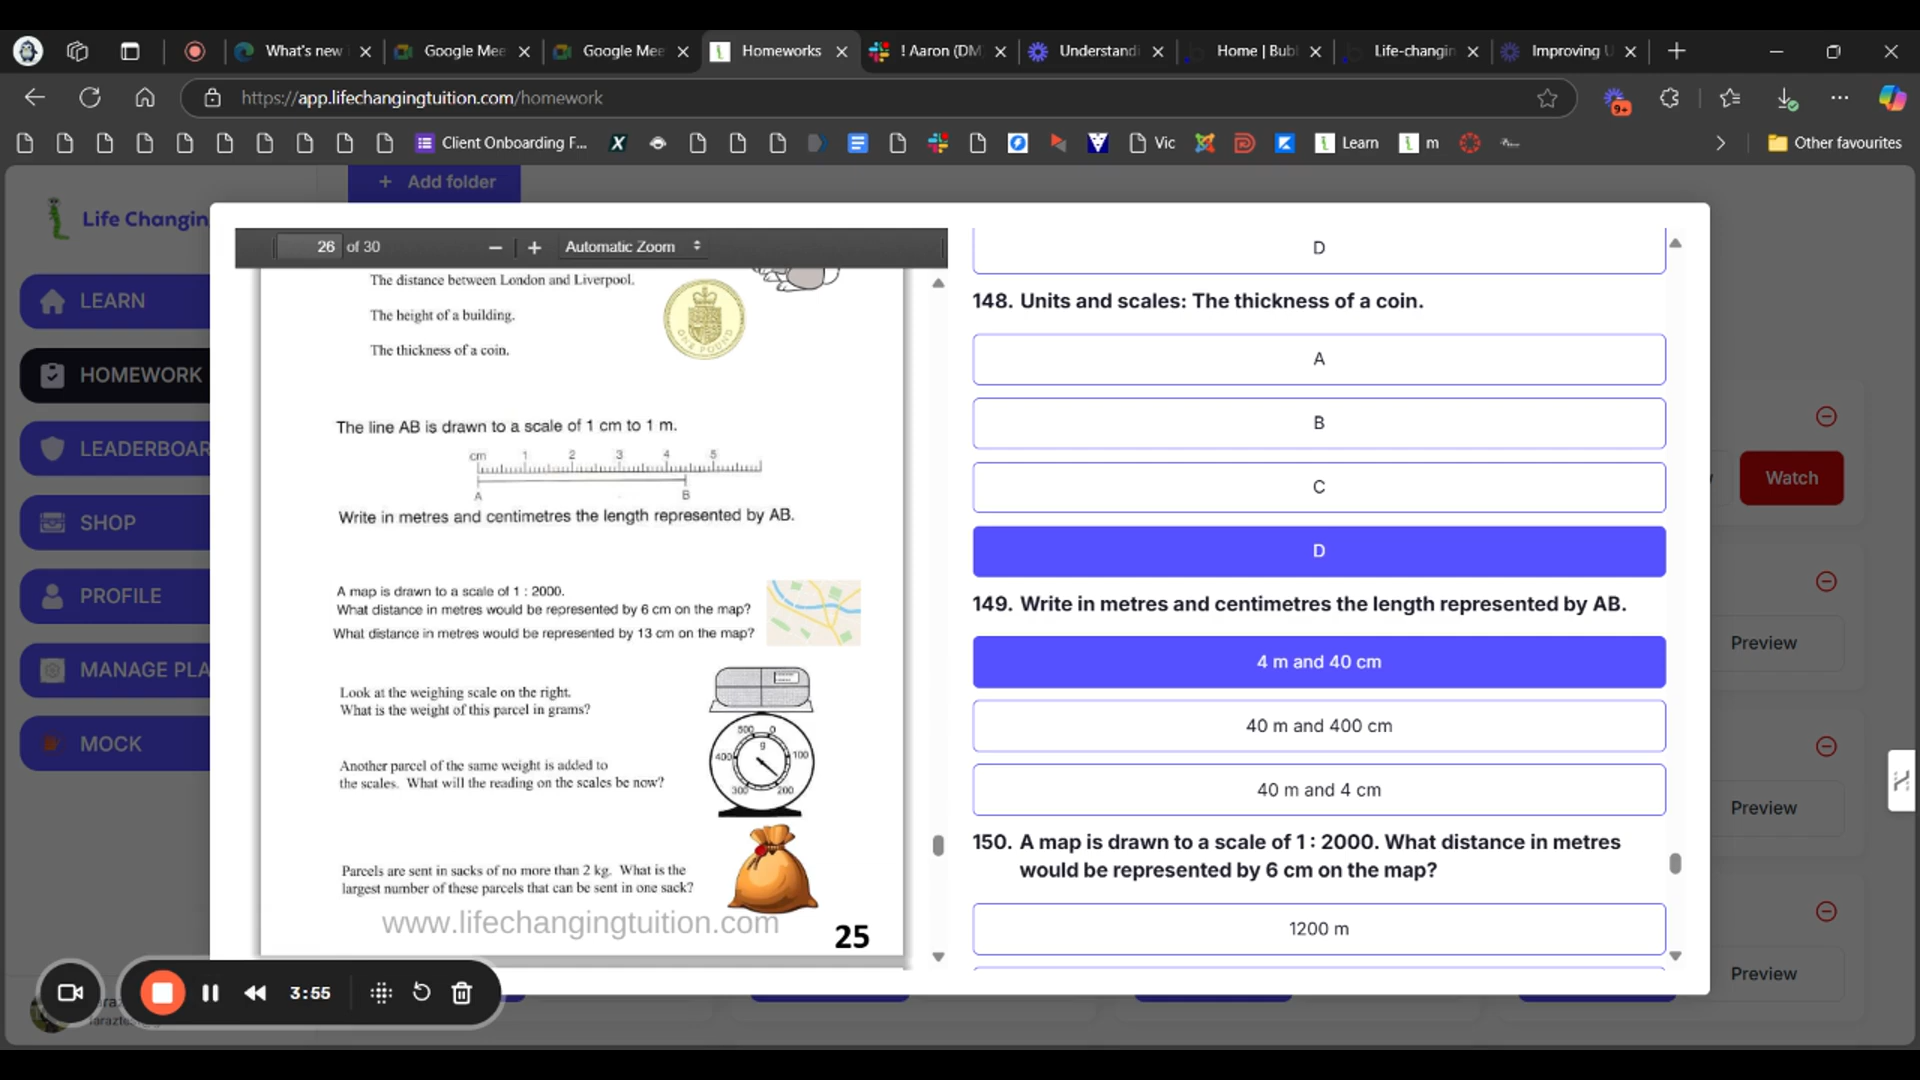 What's new
Google Mee
Google Mee
Homeworks
! Aaron (DM
Understandi
Home | Bubl
Life-changin
Improving U
https://app.lifechangingtuition.com/homework
9+
Client Onboarding F...
Vic
Learn
m
Other favourites
+ Add folder
Life Changin
LEARN
HOMEWORK
LEADERBOAR
SHOP
PROFILE
MANAGE PLA
MOCK
26 of 30
Automatic Zoom
The distance between London and Liverpool.
The height of a building.
The thickness of a coin.
ONE POUND
The line AB is drawn to a scale of 1 cm to 1 m.
cm 1 2 3 4 5
A B
Write in metres and centimetres the length represented by AB.
A map is drawn to a scale of 1 : 2000.
What distance in metres would be represented by 6 cm on the map?
What distance in metres would be represented by 13 cm on the map?
Look at the weighing scale on the right.
What is the weight of this parcel in grams?
500 0
g
400 100
300 200
Another parcel of the same weight is added to
the scales. What will the reading on the scales be now?
Parcels are sent in sacks of no more than 2 kg. What is the
largest number of these parcels that can be sent in one sack?
www.lifechangingtuition.com
25
D
148. Units and scales: The thickness of a coin.
A
B
C
D
149. Write in metres and centimetres the length represented by AB.
4 m and 40 cm
40 m and 400 cm
40 m and 4 cm
150. A map is drawn to a scale of 1 : 2000. What distance in metres
would be represented by 6 cm on the map?
1200 m
Watch
Preview
Preview
Preview
3:55